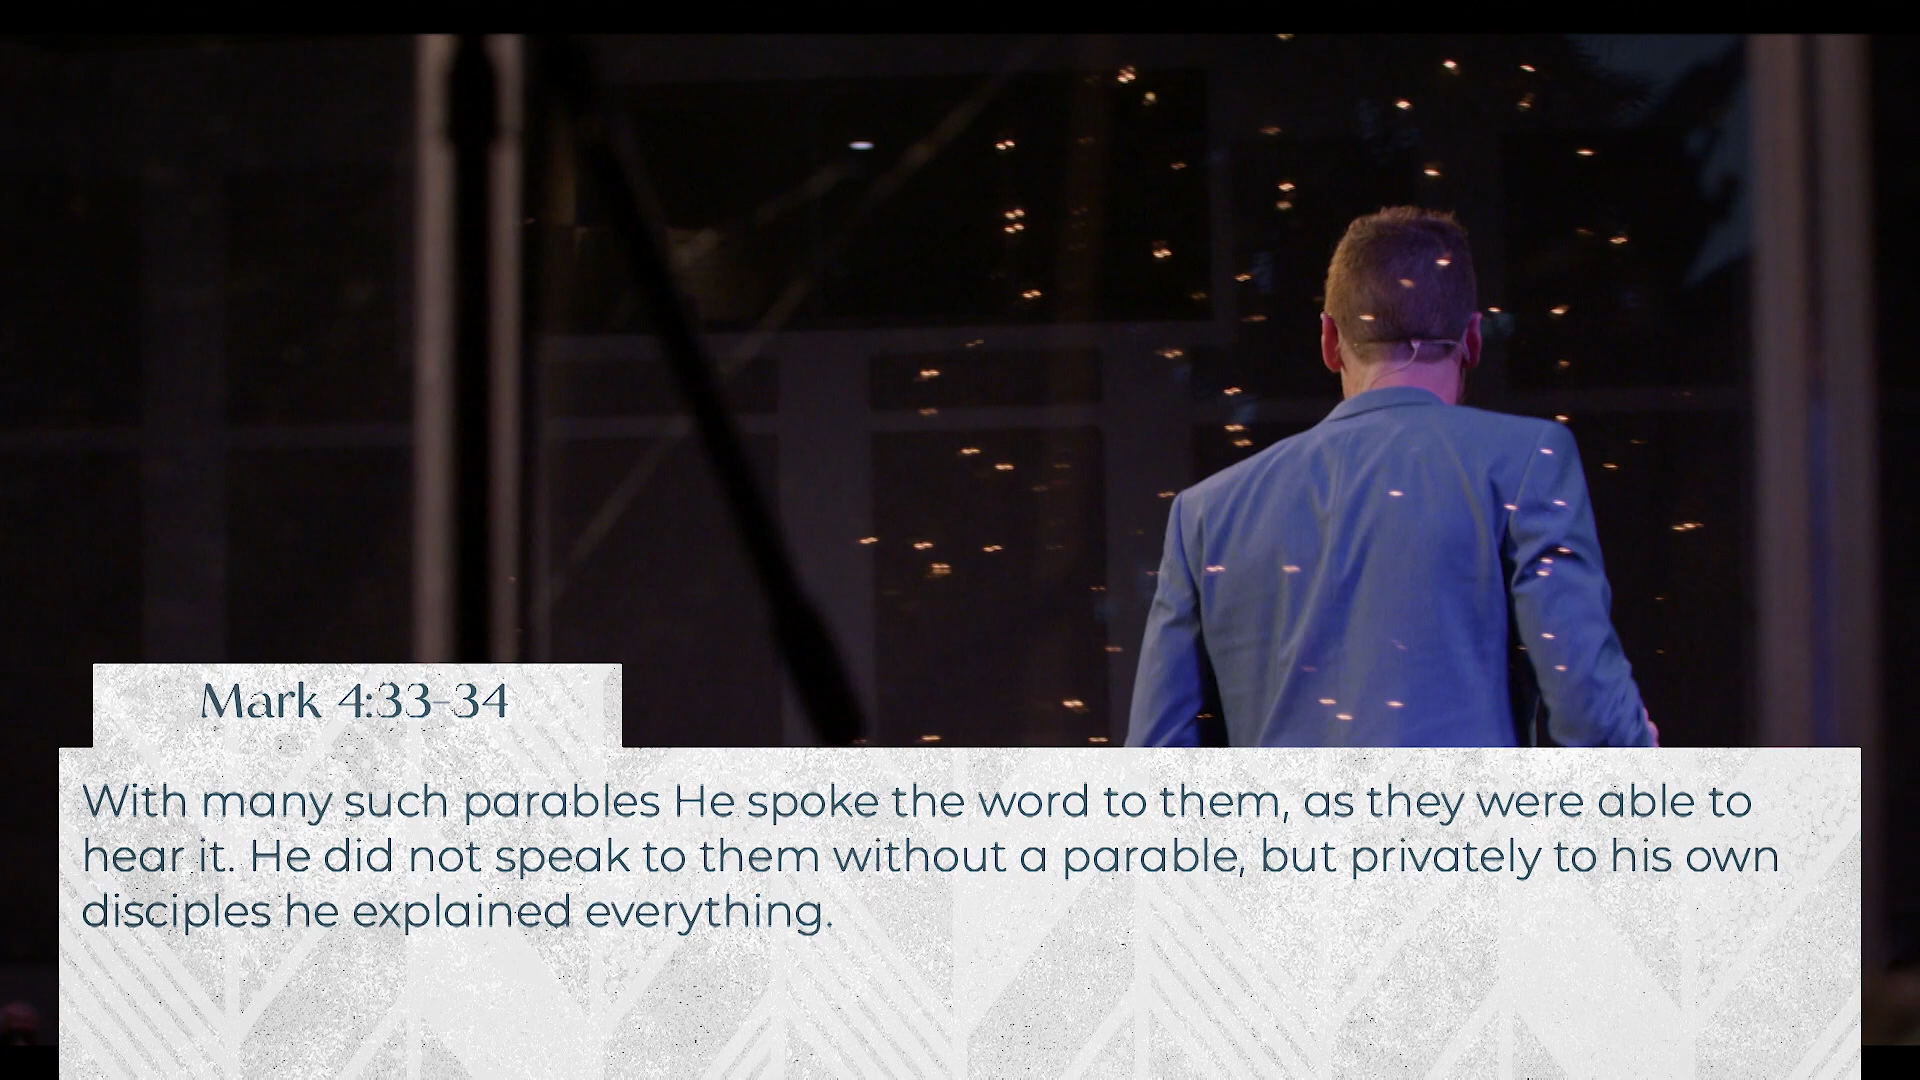 Mark 4:33-34
With many such parables He spoke the word to them, as they were able to
hear it. He did not speak to them without a parable, but privately to his own
disciples he explained everything.